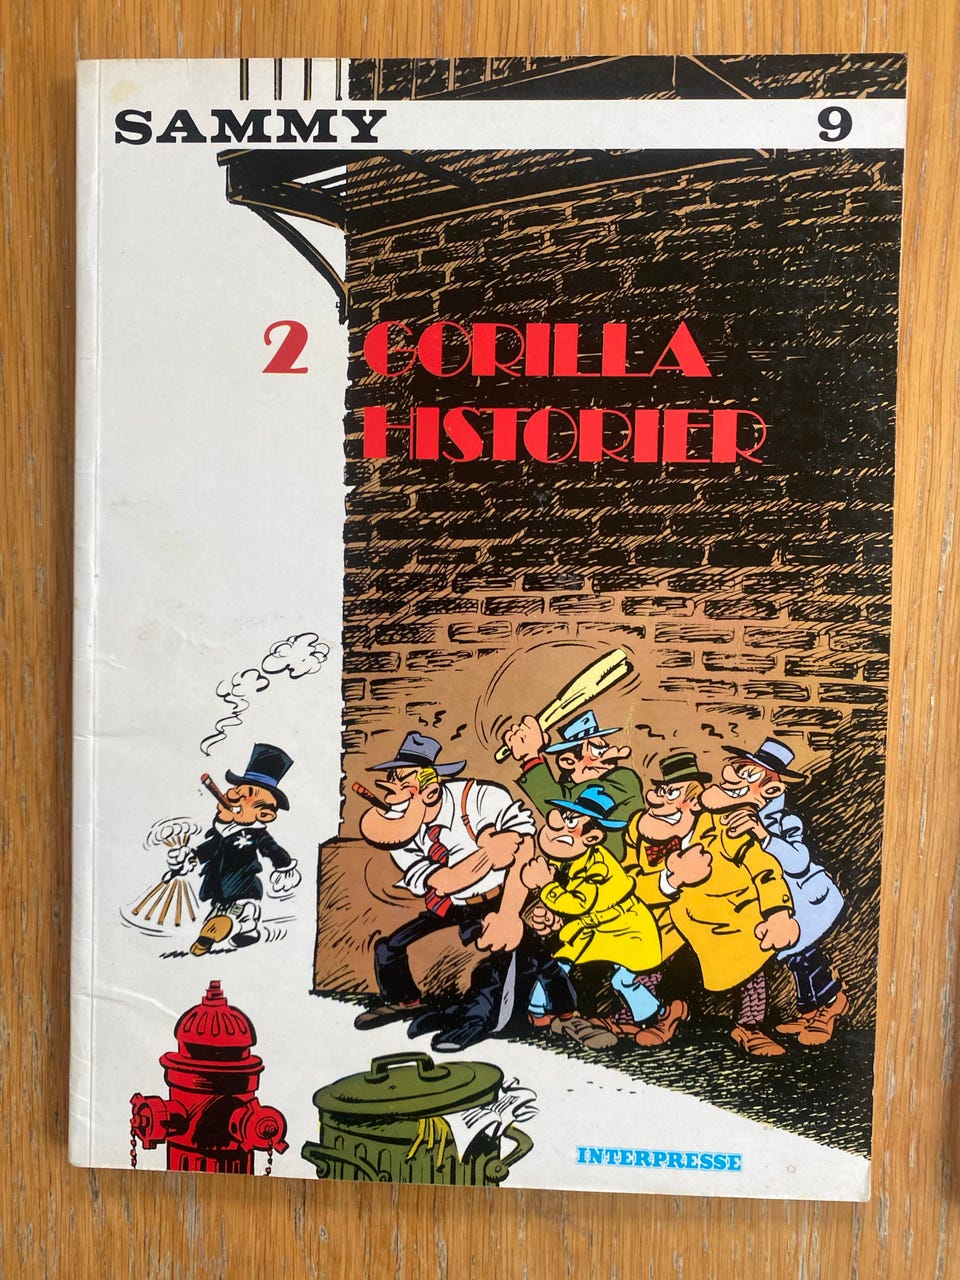 SAMMY 9
2 GORILLA
HISTORIER
INTERPRESSE